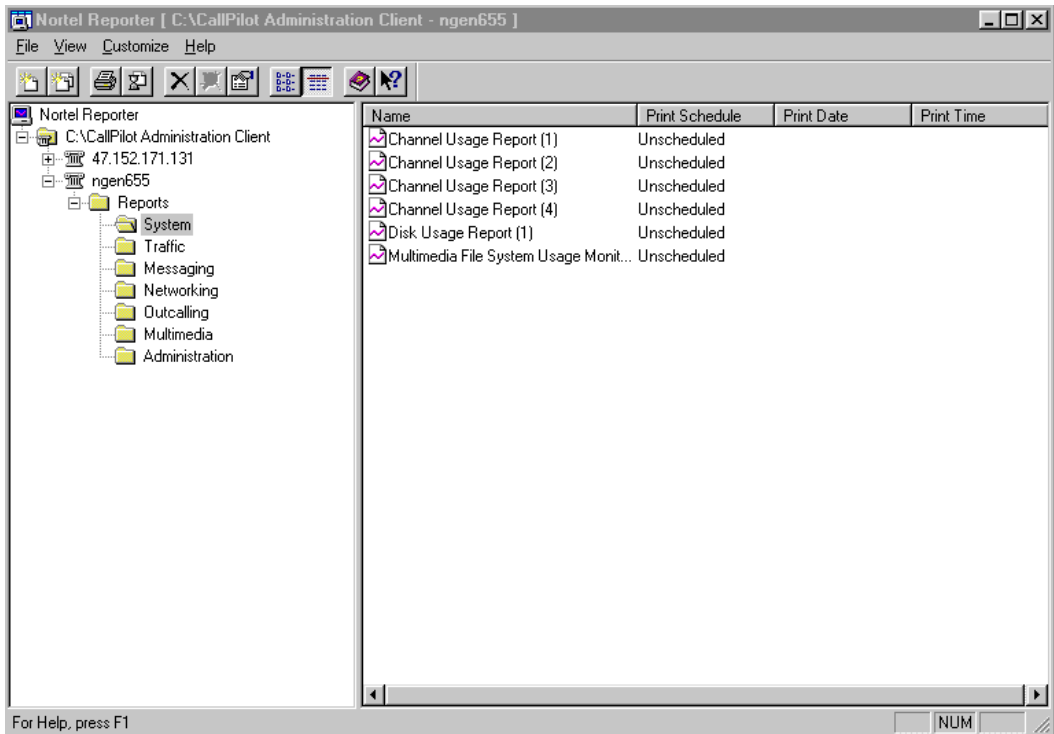 Nortel Reporter [ C:\CallPilot Administration Client - ngen655 ]
File View Customize Help
Nortel Reporter
C:\CallPilot Administration Client
47.152.171.131
ngen655
Reports
System
Traffic
Messaging
Networking
Outcalling
Multimedia
Administration
Name Print Schedule Print Date Print Time
Channel Usage Report (1) Unscheduled
Channel Usage Report (2) Unscheduled
Channel Usage Report (3) Unscheduled
Channel Usage Report (4) Unscheduled
Disk Usage Report (1) Unscheduled
Multimedia File System Usage Monit... Unscheduled
For Help, press F1 NUM